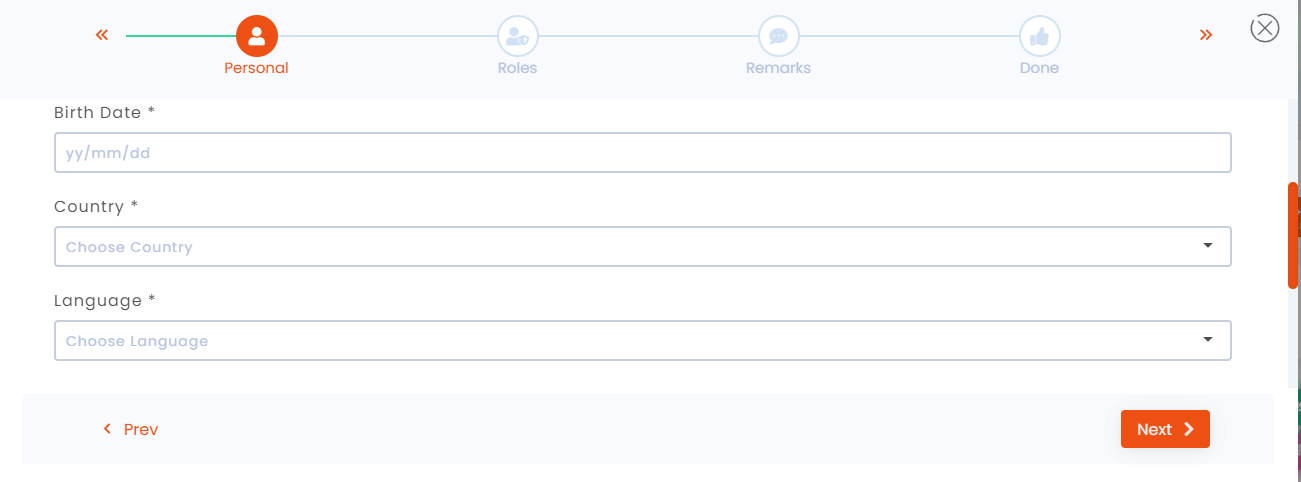 Personal
Roles
Remarks
Done
Birth Date *
yy/mm/dd
Country *
Choose Country
Language *
Choose Language
Prev
Next